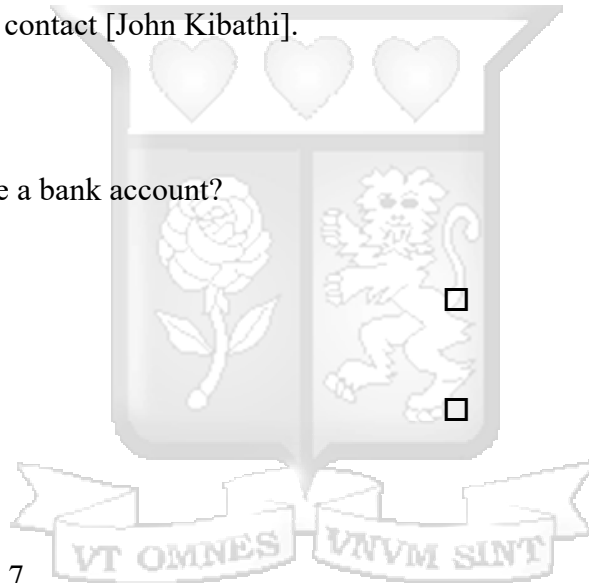 contact [John Kibathi].
e a bank account?
☐
☐
VT OMNES VNVM SINT
7